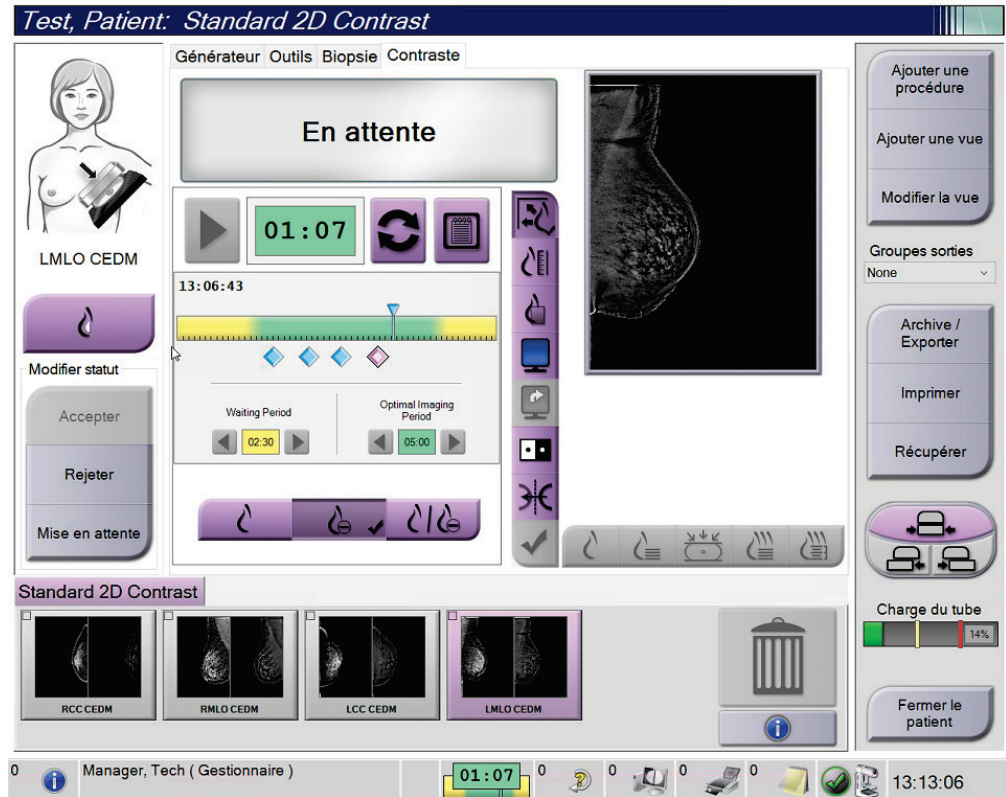 Test, Patient: Standard 2D Contrast
Générateur Outils Biopsie Contraste
En attente
LMLO CEDM
01:07
13:06:43
Waiting Period
02:30
Optimal Imaging
Period
05:00
Modifier statut
Accepter
Rejeter
Mise en attente
Ajouter une
procédure
Ajouter une vue
Modifier la vue
Groupes sorties
None
Archive /
Exporter
Imprimer
Récupérer
Charge du tube
14%
Fermer le
patient
Standard 2D Contrast
RCC CEDM
RMLO CEDM
LCC CEDM
LMLO CEDM
0
Manager, Tech ( Gestionnaire )
01:07
0
0
0
0
13:13:06